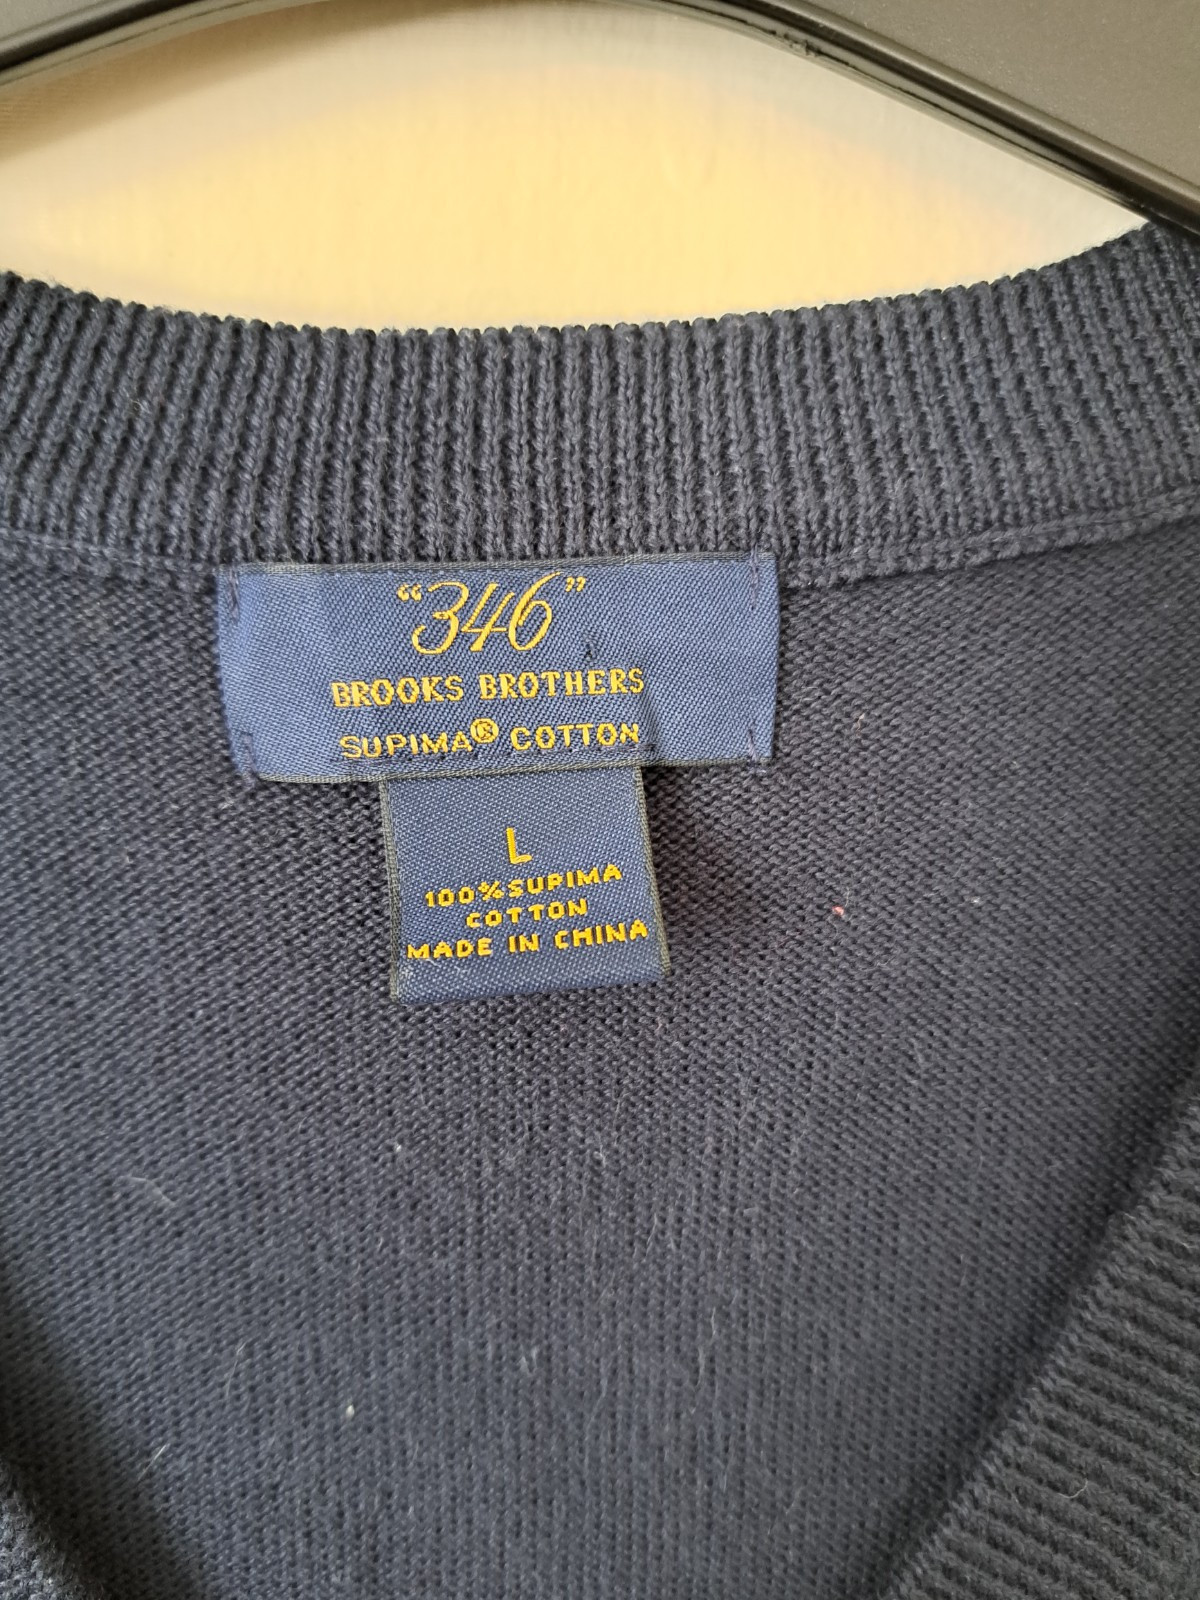 "346"
BROOKS BROTHERS
SUPIMA® COTTON
L
100%SUPIMA
COTTON
MADE IN CHINA